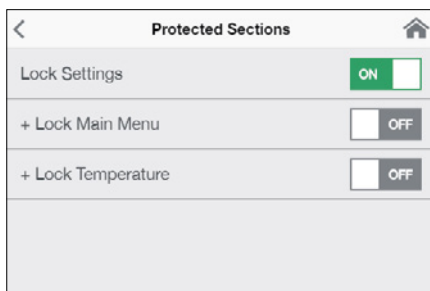 Protected Sections
Lock Settings ON
+ Lock Main Menu OFF
+ Lock Temperature OFF